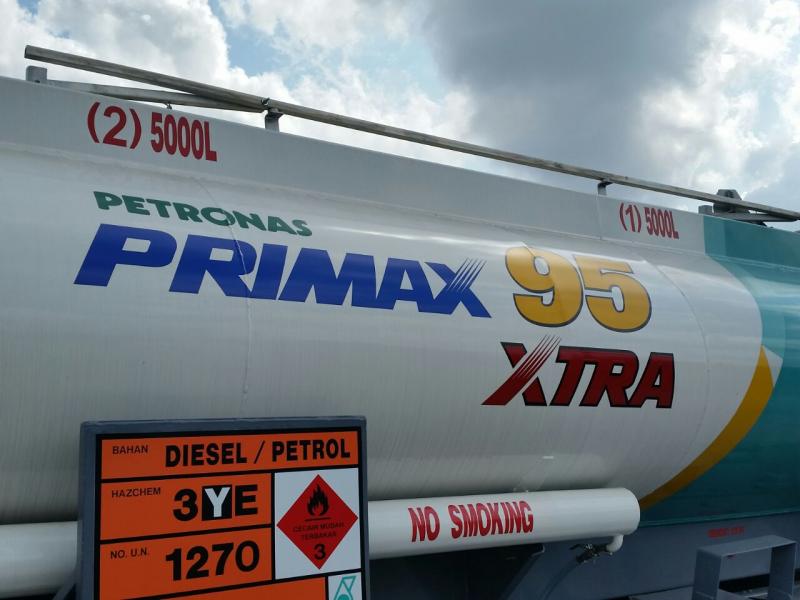 (2) 5000L
(1) 5000L
PETRONAS
PRIMAX 95
XTRA
BAHAN DIESEL / PETROL
HAZCHEM 3YE
NO. U.N. 1270
CECAIR MUDAH
TERBAKAR
3
NO SMOKING